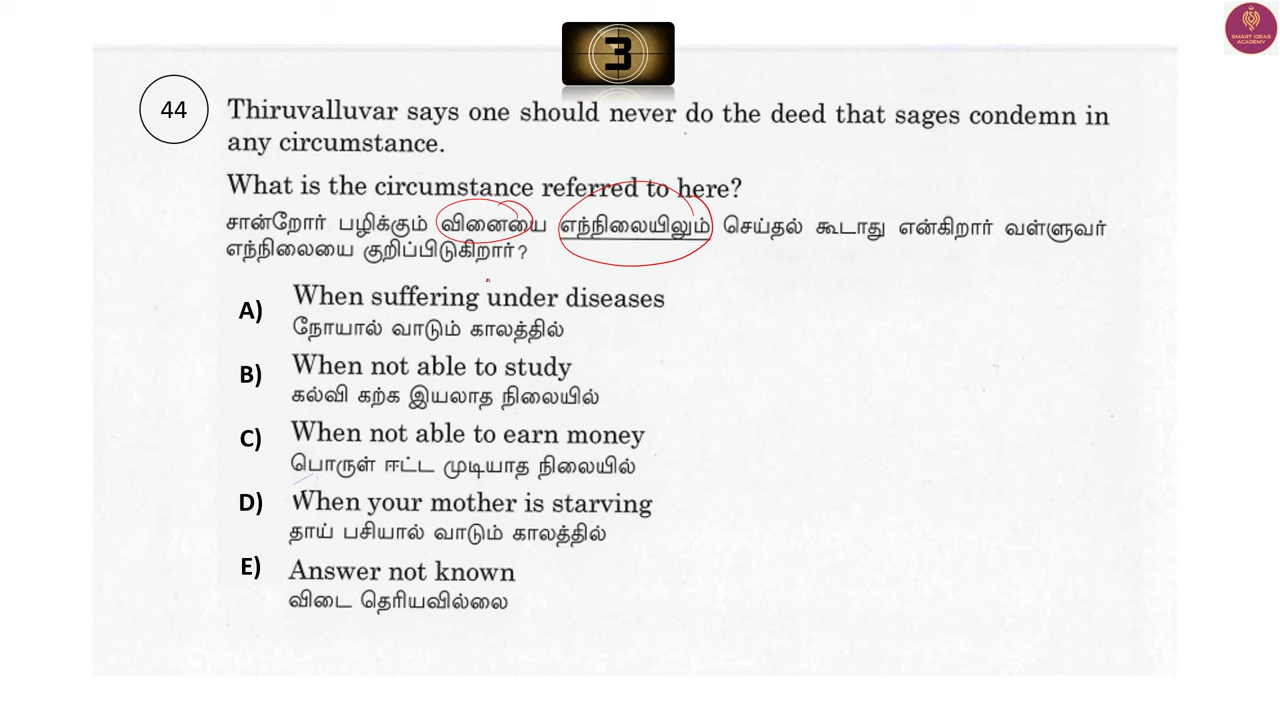 3
SMART IDEAS
ACADEMY
44
Thiruvalluvar says one should never do the deed that sages condemn in
any circumstance.
What is the circumstance referred to here?
சான்றோர் பழிக்கும் வினையை எந்நிலையிலும் செய்தல் கூடாது என்கிறார் வள்ளுவர்
எந்நிலையை குறிப்பிடுகிறார்?
A) When suffering under diseases
நோயால் வாடும் காலத்தில்
B) When not able to study
கல்வி கற்க இயலாத நிலையில்
C) When not able to earn money
பொருள் ஈட்ட முடியாத நிலையில்
D) When your mother is starving
தாய் பசியால் வாடும் காலத்தில்
E) Answer not known
விடை தெரியவில்லை